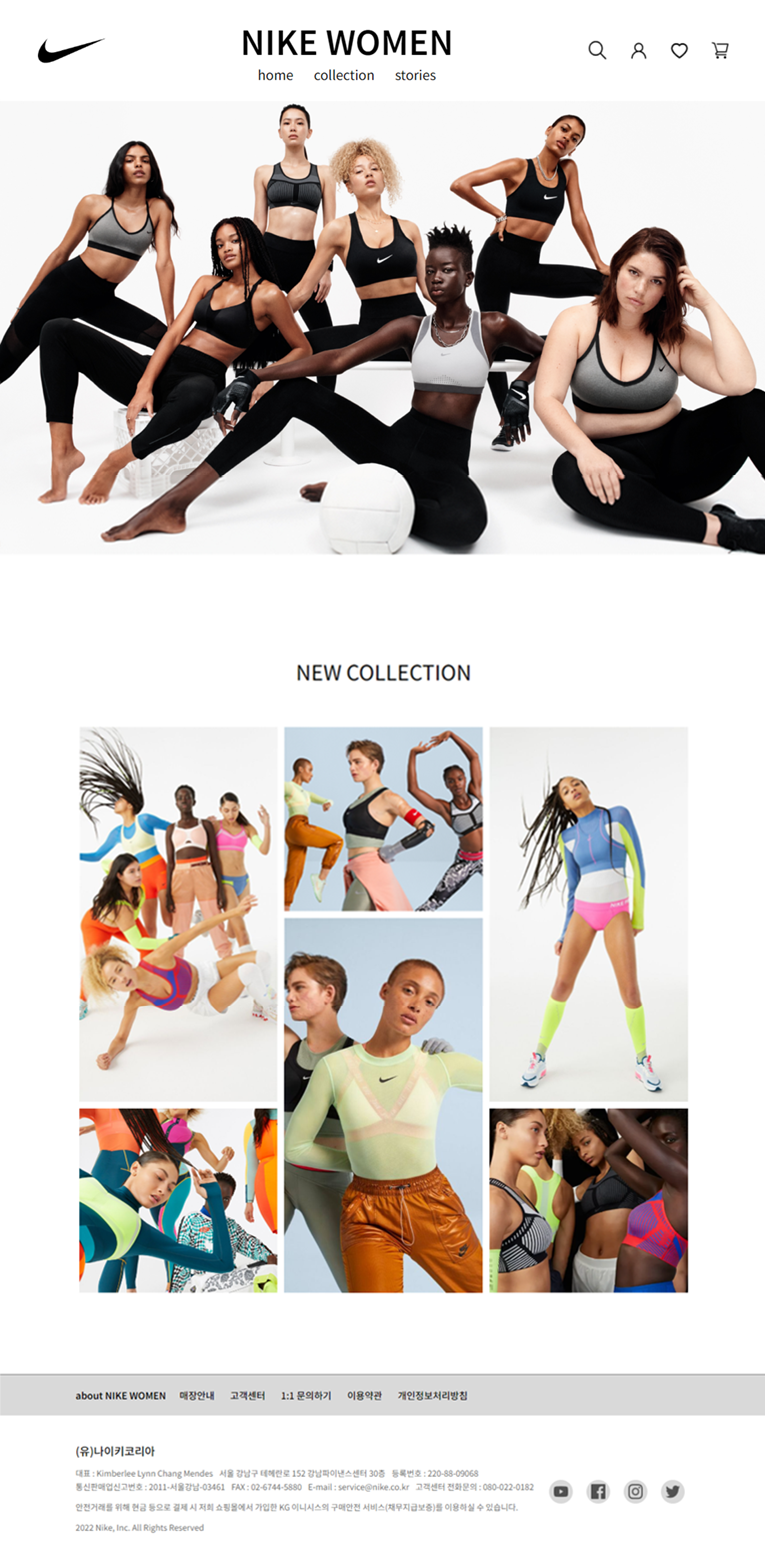 NIKE WOMEN
home collection stories
NEW COLLECTION
about NIKE WOMEN 매장안내 고객센터 1:1 문의하기 이용약관 개인정보처리방침
(유)나이키코리아
대표 : Kimberlee Lynn Chang Mendes 서울 강남구 테헤란로 152 강남파이낸스센터 30층 등록번호 : 220-88-09068
통신판매업신고번호 : 2011-서울강남-03461 FAX : 02-6744-5880 E-mail : service@nike.co.kr 고객센터 전화문의 : 080-022-0182
안전거래를 위해 현금 등으로 결제 시 저희 쇼핑몰에서 가입한 KG 이니시스의 구매안전 서비스(채무지급보증)를 이용하실 수 있습니다.
2022 Nike, Inc. All Rights Reserved